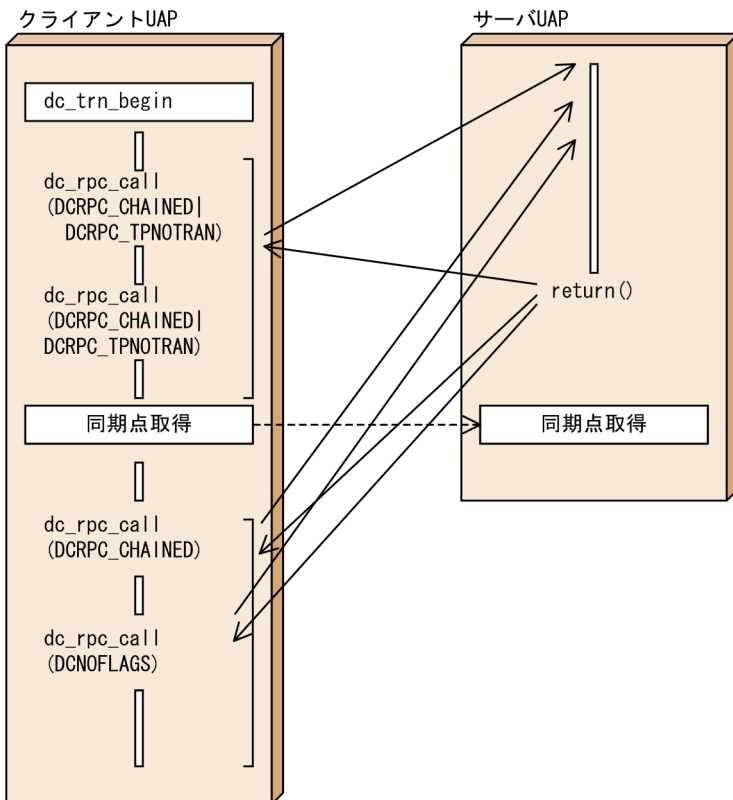 クライアントUAP
サーバUAP
dc_trn_begin
dc_rpc_call
(DCRPC_CHAINED|
DCRPC_TPNOTRAN)
dc_rpc_call
(DCRPC_CHAINED|
DCRPC_TPNOTRAN)
return()
同期点取得
同期点取得
dc_rpc_call
(DCRPC_CHAINED)
dc_rpc_call
(DCNOFLAGS)